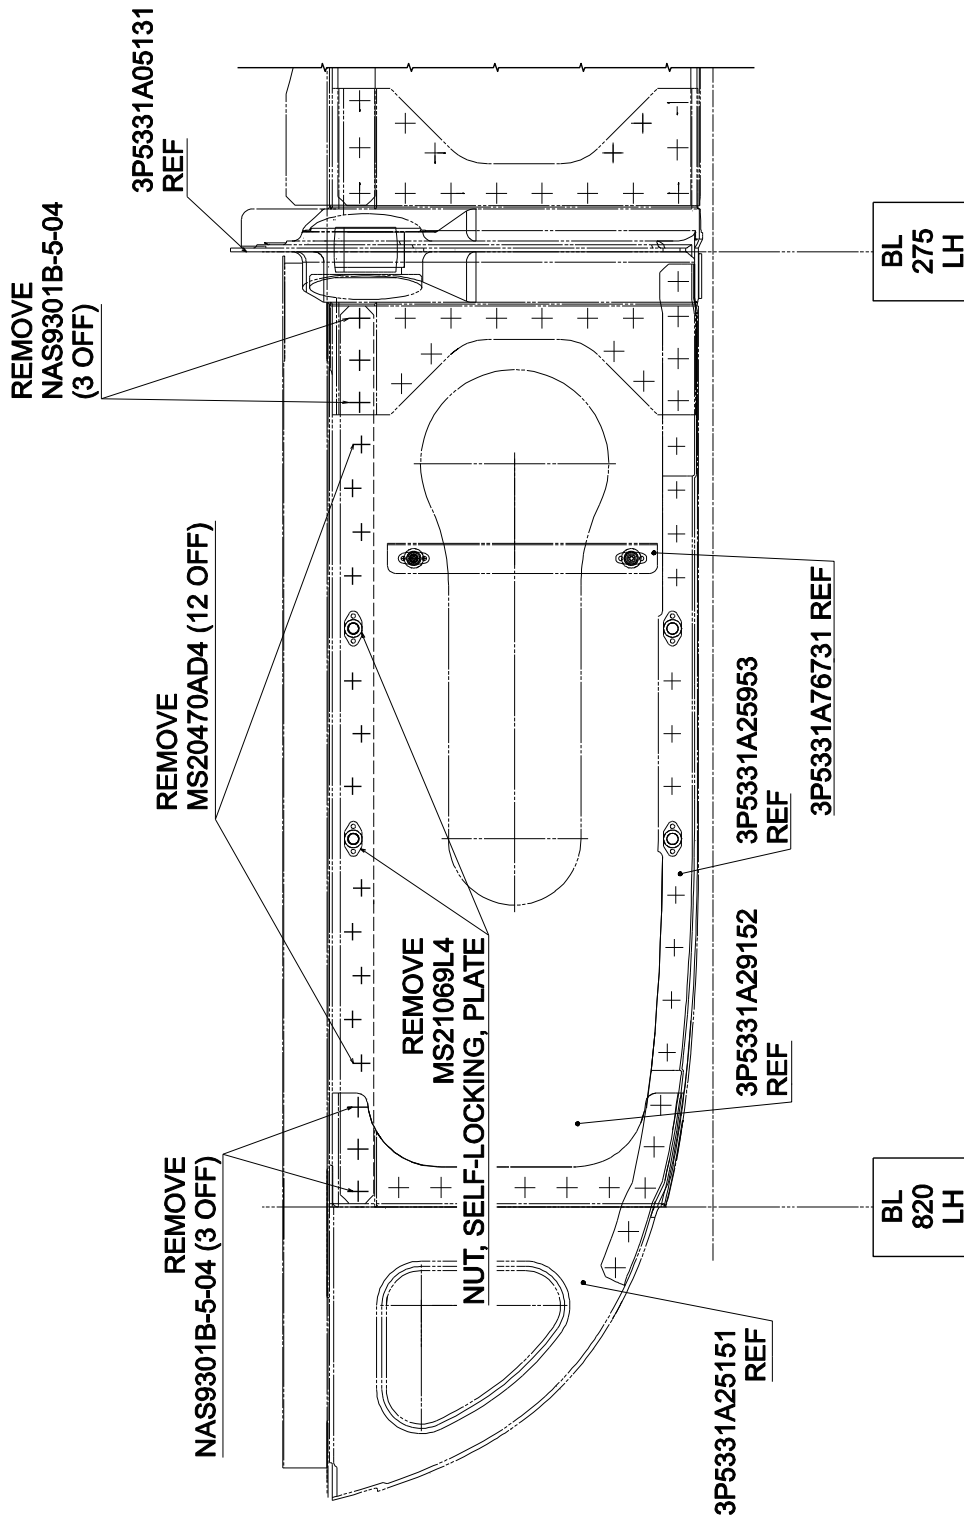 3P5331A05131
REF
REMOVE
NAS9301B-5-04
(3 OFF)
REMOVE
MS20470AD4 (12 OFF)
REMOVE
MS21069L4
NUT, SELF-LOCKING, PLATE
REMOVE
NAS9301B-5-04 (3 OFF)
BL
275
LH
3P5331A76731 REF
3P5331A25953
REF
3P5331A29152
REF
BL
820
LH
3P5331A25151
REF